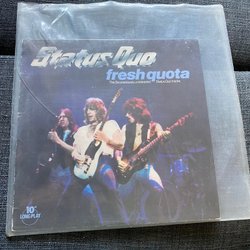 Status Quo
fresh quota
10"
LONG PLAY